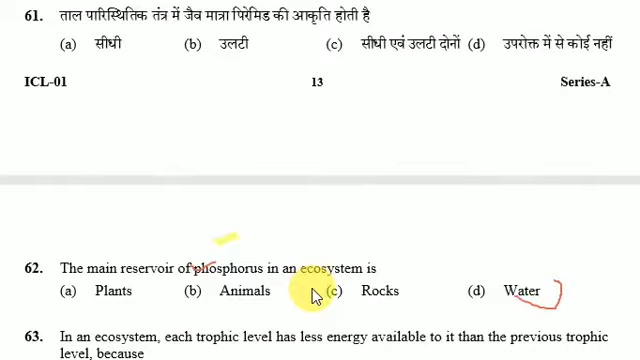 61. ताल पारिस्थितिक तंत्र में जैव मात्रा पिरेमिड की आकृति होती है
(a) सीधी (b) उलटी (c) सीधी एवं उलटी दोनों (d) उपरोक्त में से कोई नहीं
ICL-01 13 Series-A
62. The main reservoir of phosphorus in an ecosystem is
(a) Plants (b) Animals (c) Rocks (d) Water
63. In an ecosystem, each trophic level has less energy available to it than the previous trophic
level, because